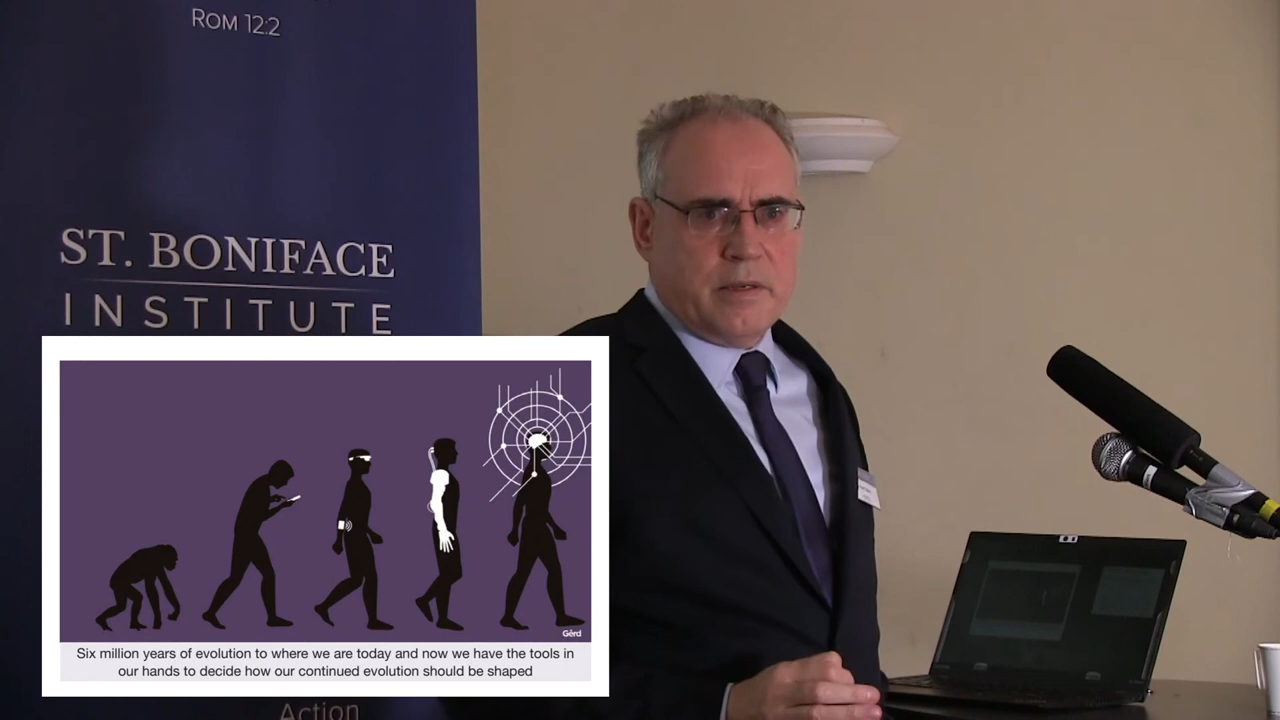 ROM 12:2
ST. BONIFACE
INSTITUTE
Gerd
Six million years of evolution to where we are today and now we have the tools in
our hands to decide how our continued evolution should be shaped
Action